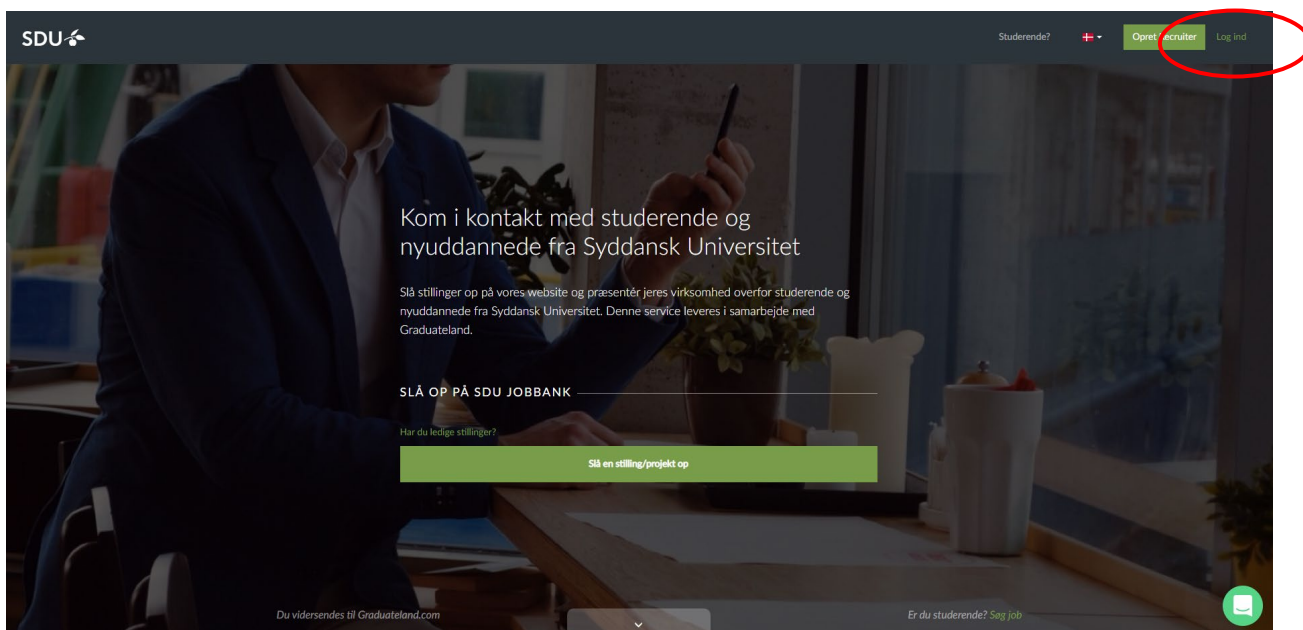 SDU
Studerende?
Opret Recruiter
Log ind
Kom i kontakt med studerende og
nyuddannede fra Syddansk Universitet
Slå stillinger op på vores website og præsentér jeres virksomhed overfor studerende og
nyuddannede fra Syddansk Universitet. Denne service leveres i samarbejde med
Graduateland.
SLÅ OP PÅ SDU JOBBANK
Har du ledige stillinger?
Slå en stilling/projekt op
Du vidersendes til Graduateland.com
Er du studerende? Søg job